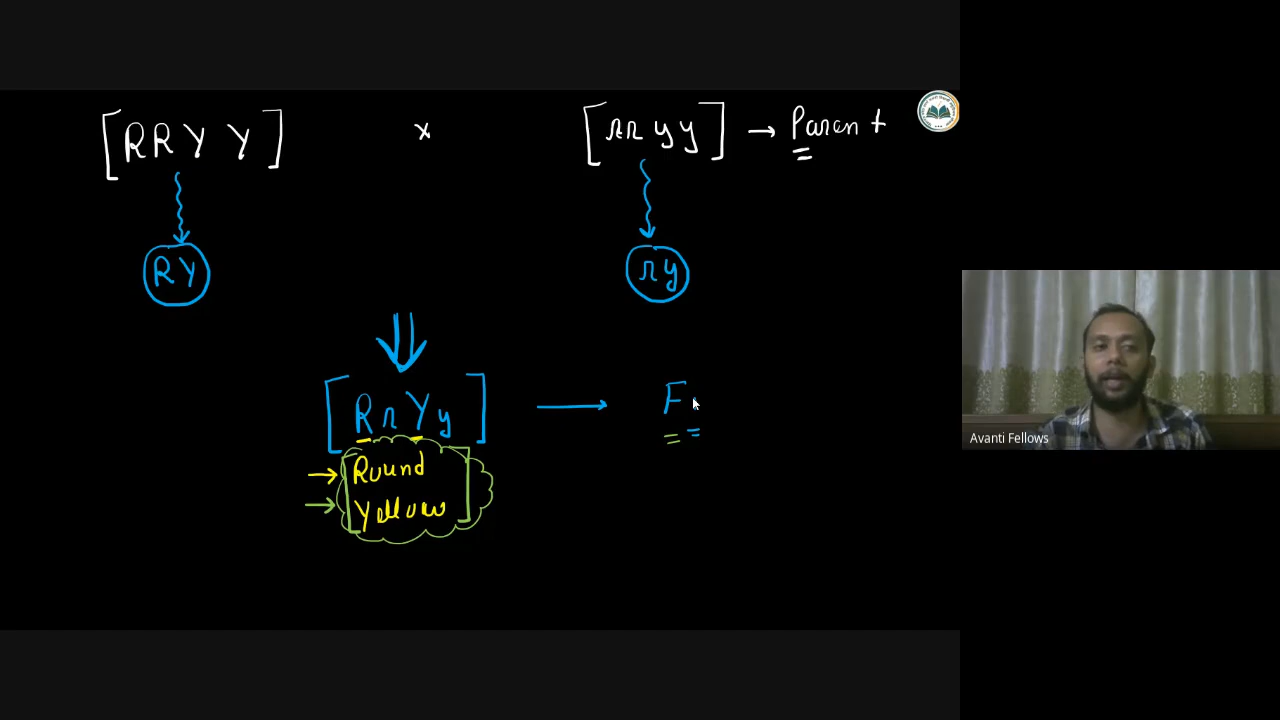 [RRYY] x [rryy] → Parent
RY ry
[RrYy] → F
→ Round
→ Yellow
Avanti Fellows